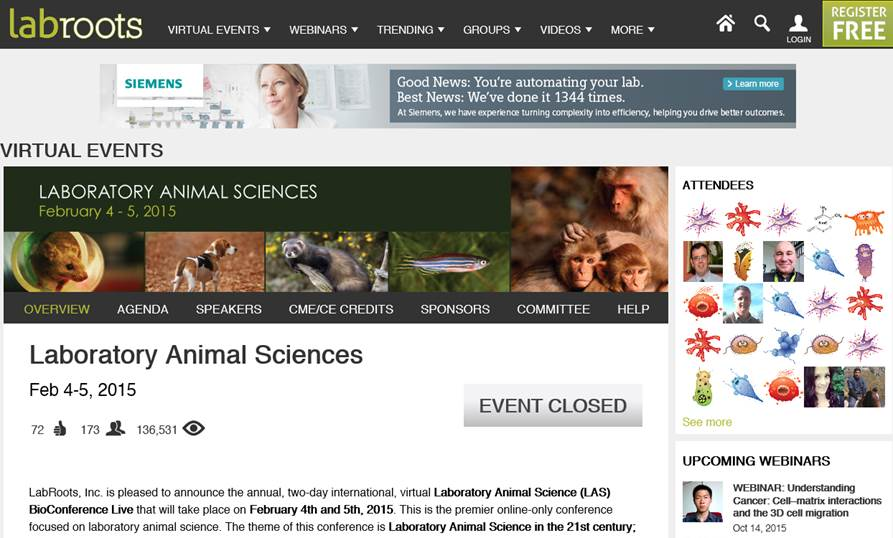 labroots
VIRTUAL EVENTS
WEBINARS
TRENDING
GROUPS
VIDEOS
MORE
LOGIN
REGISTER
FREE
SIEMENS
Good News: You're automating your lab.
Best News: We've done it 1344 times.
At Siemens, we have experience turning complexity into efficiency, helping you drive better outcomes.
> Learn more
VIRTUAL EVENTS
LABORATORY ANIMAL SCIENCES
February 4 - 5, 2015
OVERVIEW AGENDA SPEAKERS CME/CE CREDITS SPONSORS COMMITTEE HELP
Laboratory Animal Sciences
Feb 4-5, 2015
72 173 136,531
EVENT CLOSED
LabRoots, Inc. is pleased to announce the annual, two-day international, virtual Laboratory Animal Science (LAS)
BioConference Live that will take place on February 4th and 5th, 2015. This is the premier online-only conference
focused on laboratory animal science. The theme of this conference is Laboratory Animal Science in the 21st century;
ATTENDEES
See more
UPCOMING WEBINARS
WEBINAR: Understanding
Cancer: Cell–matrix interactions
and the 3D cell migration
Oct 14, 2015